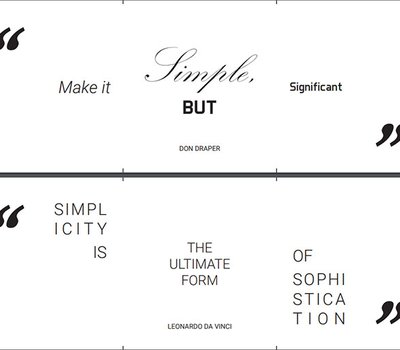 “
Make it
Simple,
BUT
Significant
DON DRAPER
”
“
SIMPL
ICITY
IS
THE
ULTIMATE
FORM
OF
SOPHI
STICA
TION
LEONARDO DA VINCI
”